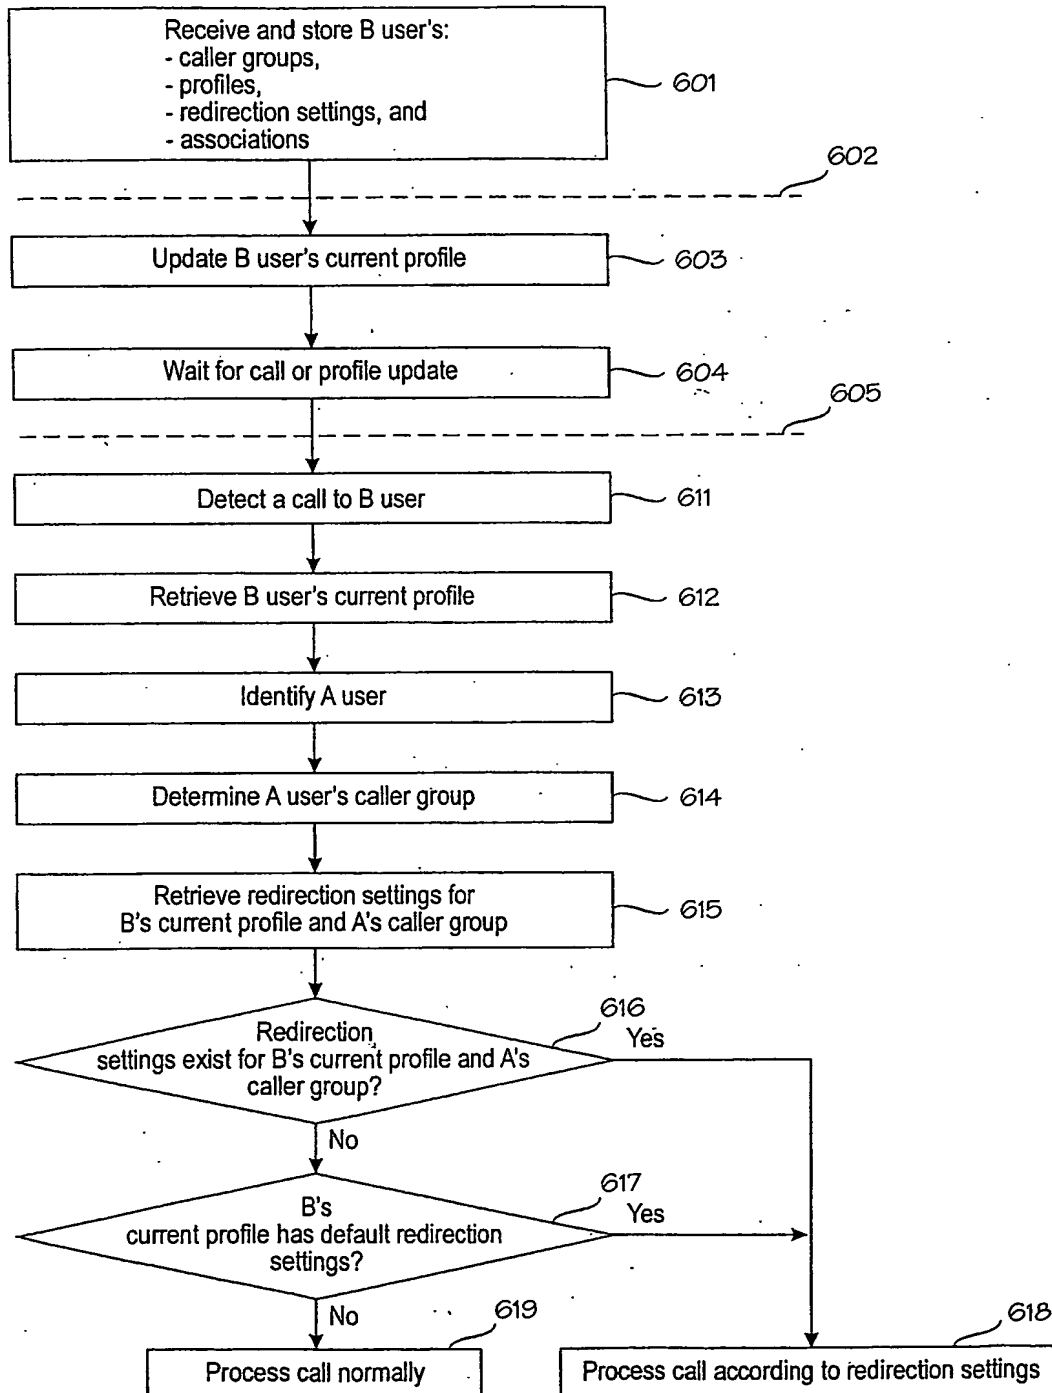 Receive and store B user's:
- caller groups,
- profiles,
- redirection settings, and
- associations
601
602
Update B user's current profile
603
Wait for call or profile update
604
605
Detect a call to B user
611
Retrieve B user's current profile
612
Identify A user
613
Determine A user's caller group
614
Retrieve redirection settings for
B's current profile and A's caller group
615
616
Redirection
settings exist for B's current profile and A's
caller group?
Yes
No
617
B's
current profile has default redirection
settings?
Yes
No
619
Process call normally
618
Process call according to redirection settings